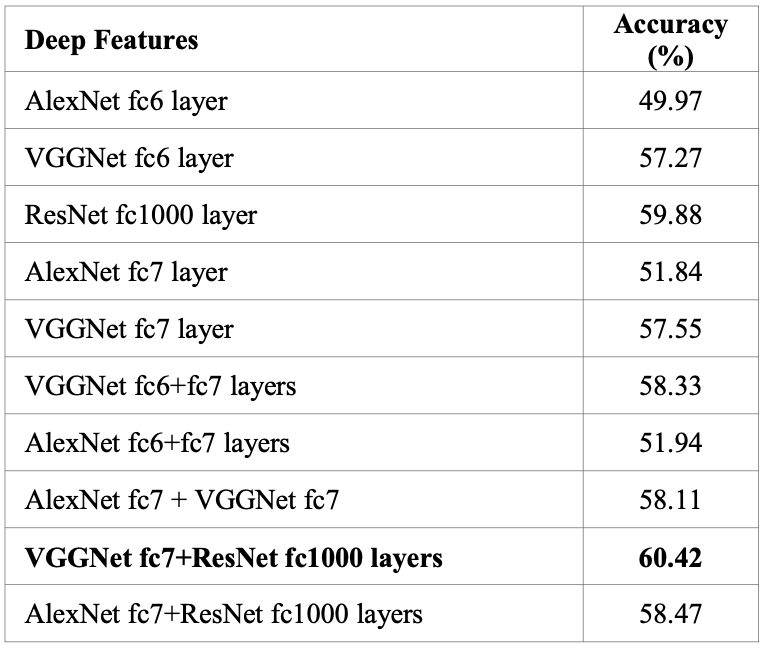 Deep Features Accuracy
(%)
AlexNet fc6 layer 49.97
VGGNet fc6 layer 57.27
ResNet fc1000 layer 59.88
AlexNet fc7 layer 51.84
VGGNet fc7 layer 57.55
VGGNet fc6+fc7 layers 58.33
AlexNet fc6+fc7 layers 51.94
AlexNet fc7 + VGGNet fc7 58.11
VGGNet fc7+ResNet fc1000 layers 60.42
AlexNet fc7+ResNet fc1000 layers 58.47